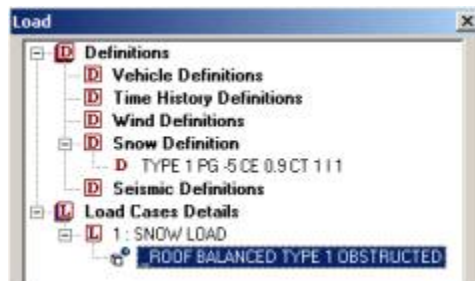 Load
Definitions
Vehicle Definitions
Time History Definitions
Wind Definitions
Snow Definition
TYPE 1 PG -5 CE 0.9 CT 1 I 1
Seismic Definitions
Load Cases Details
1 : SNOW LOAD
_ROOF BALANCED TYPE 1 OBSTRUCTED